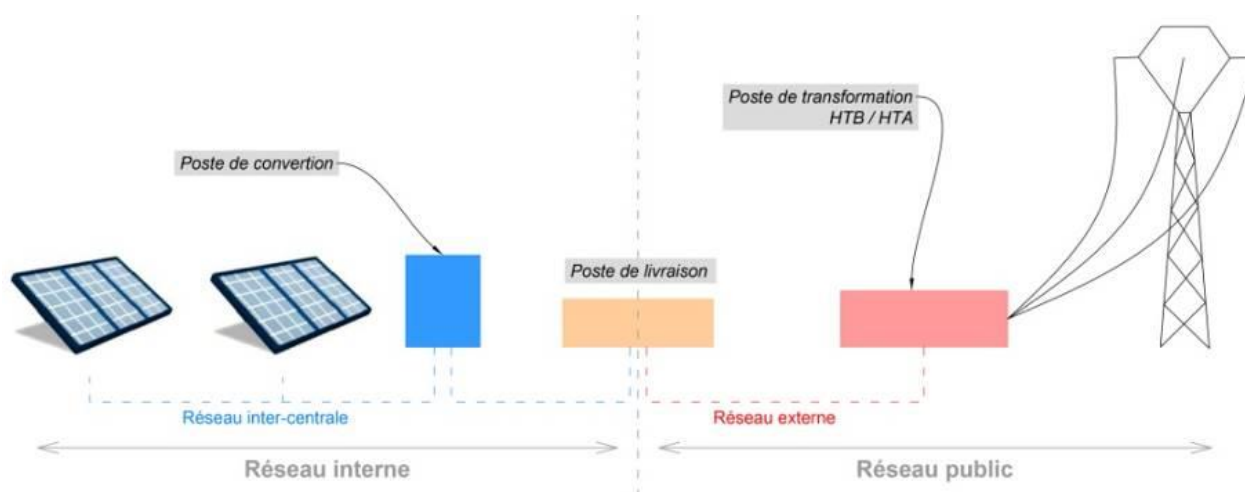 Poste de transformation
HTB / HTA
Poste de convertion
Poste de livraison
Réseau inter-centrale
Réseau externe
Réseau interne
Réseau public